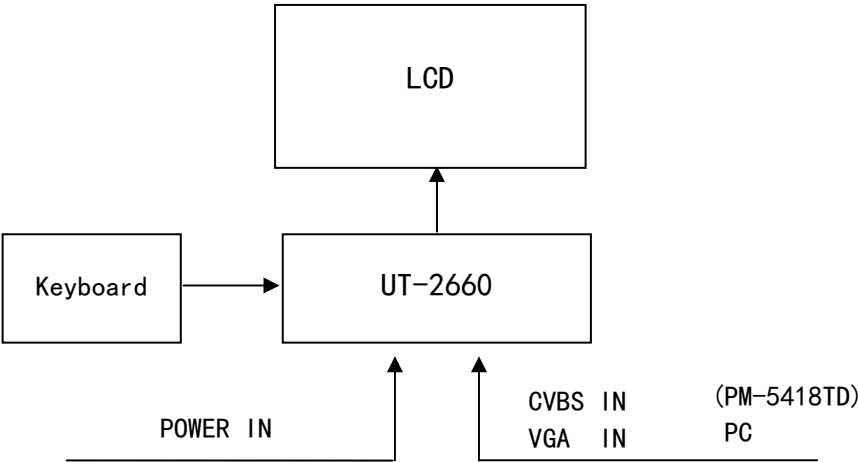 LCD
Keyboard
UT-2660
CVBS IN (PM-5418TD)
POWER IN
VGA IN PC